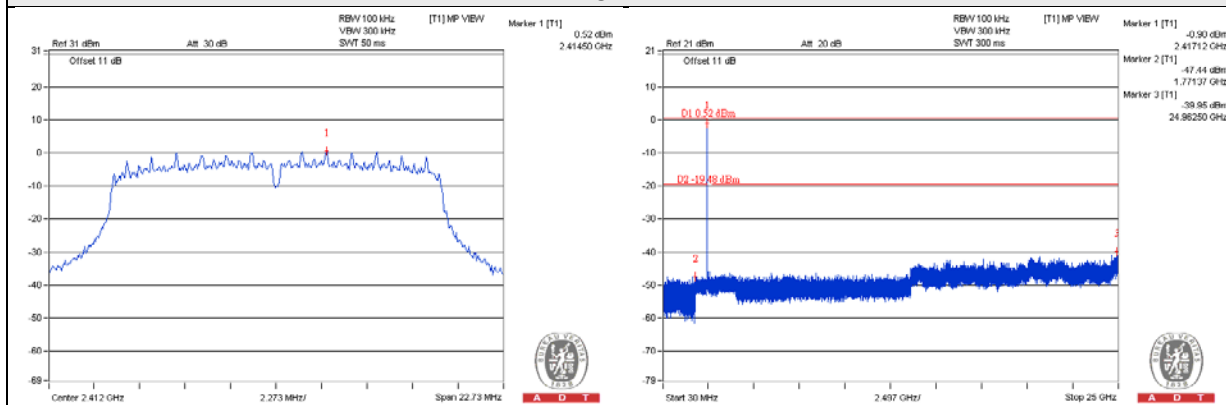 RBW 100 kHz [T1] MP VIEW
VBW 300 kHz
Ref 31 dBm Att 30 dB SWT 50 ms
Marker 1 [T1]
0.52 dBm
2.41450 GHz
31
Offset 11 dB
20
10
0
-10
-20
-30
-40
-50
-60
-69
1
Center 2.412 GHz 2.273 MHz/ Span 22.73 MHz
BUREAU VERITAS
1828
A D T
RBW 100 kHz [T1] MP VIEW
VBW 300 kHz
Ref 21 dBm Att 20 dB SWT 300 ms
Marker 1 [T1]
-0.90 dBm
2.41712 GHz
Marker 2 [T1]
-47.44 dBm
1.77137 GHz
Marker 3 [T1]
-39.95 dBm
24.96250 GHz
21
Offset 11 dB
10
0
-10
-20
-30
-40
-50
-60
-70
-79
1
D1 0.52 dBm
D2 -19.48 dBm
2
3
Start 30 MHz 2.497 GHz/ Stop 25 GHz
BUREAU VERITAS
1828
A D T